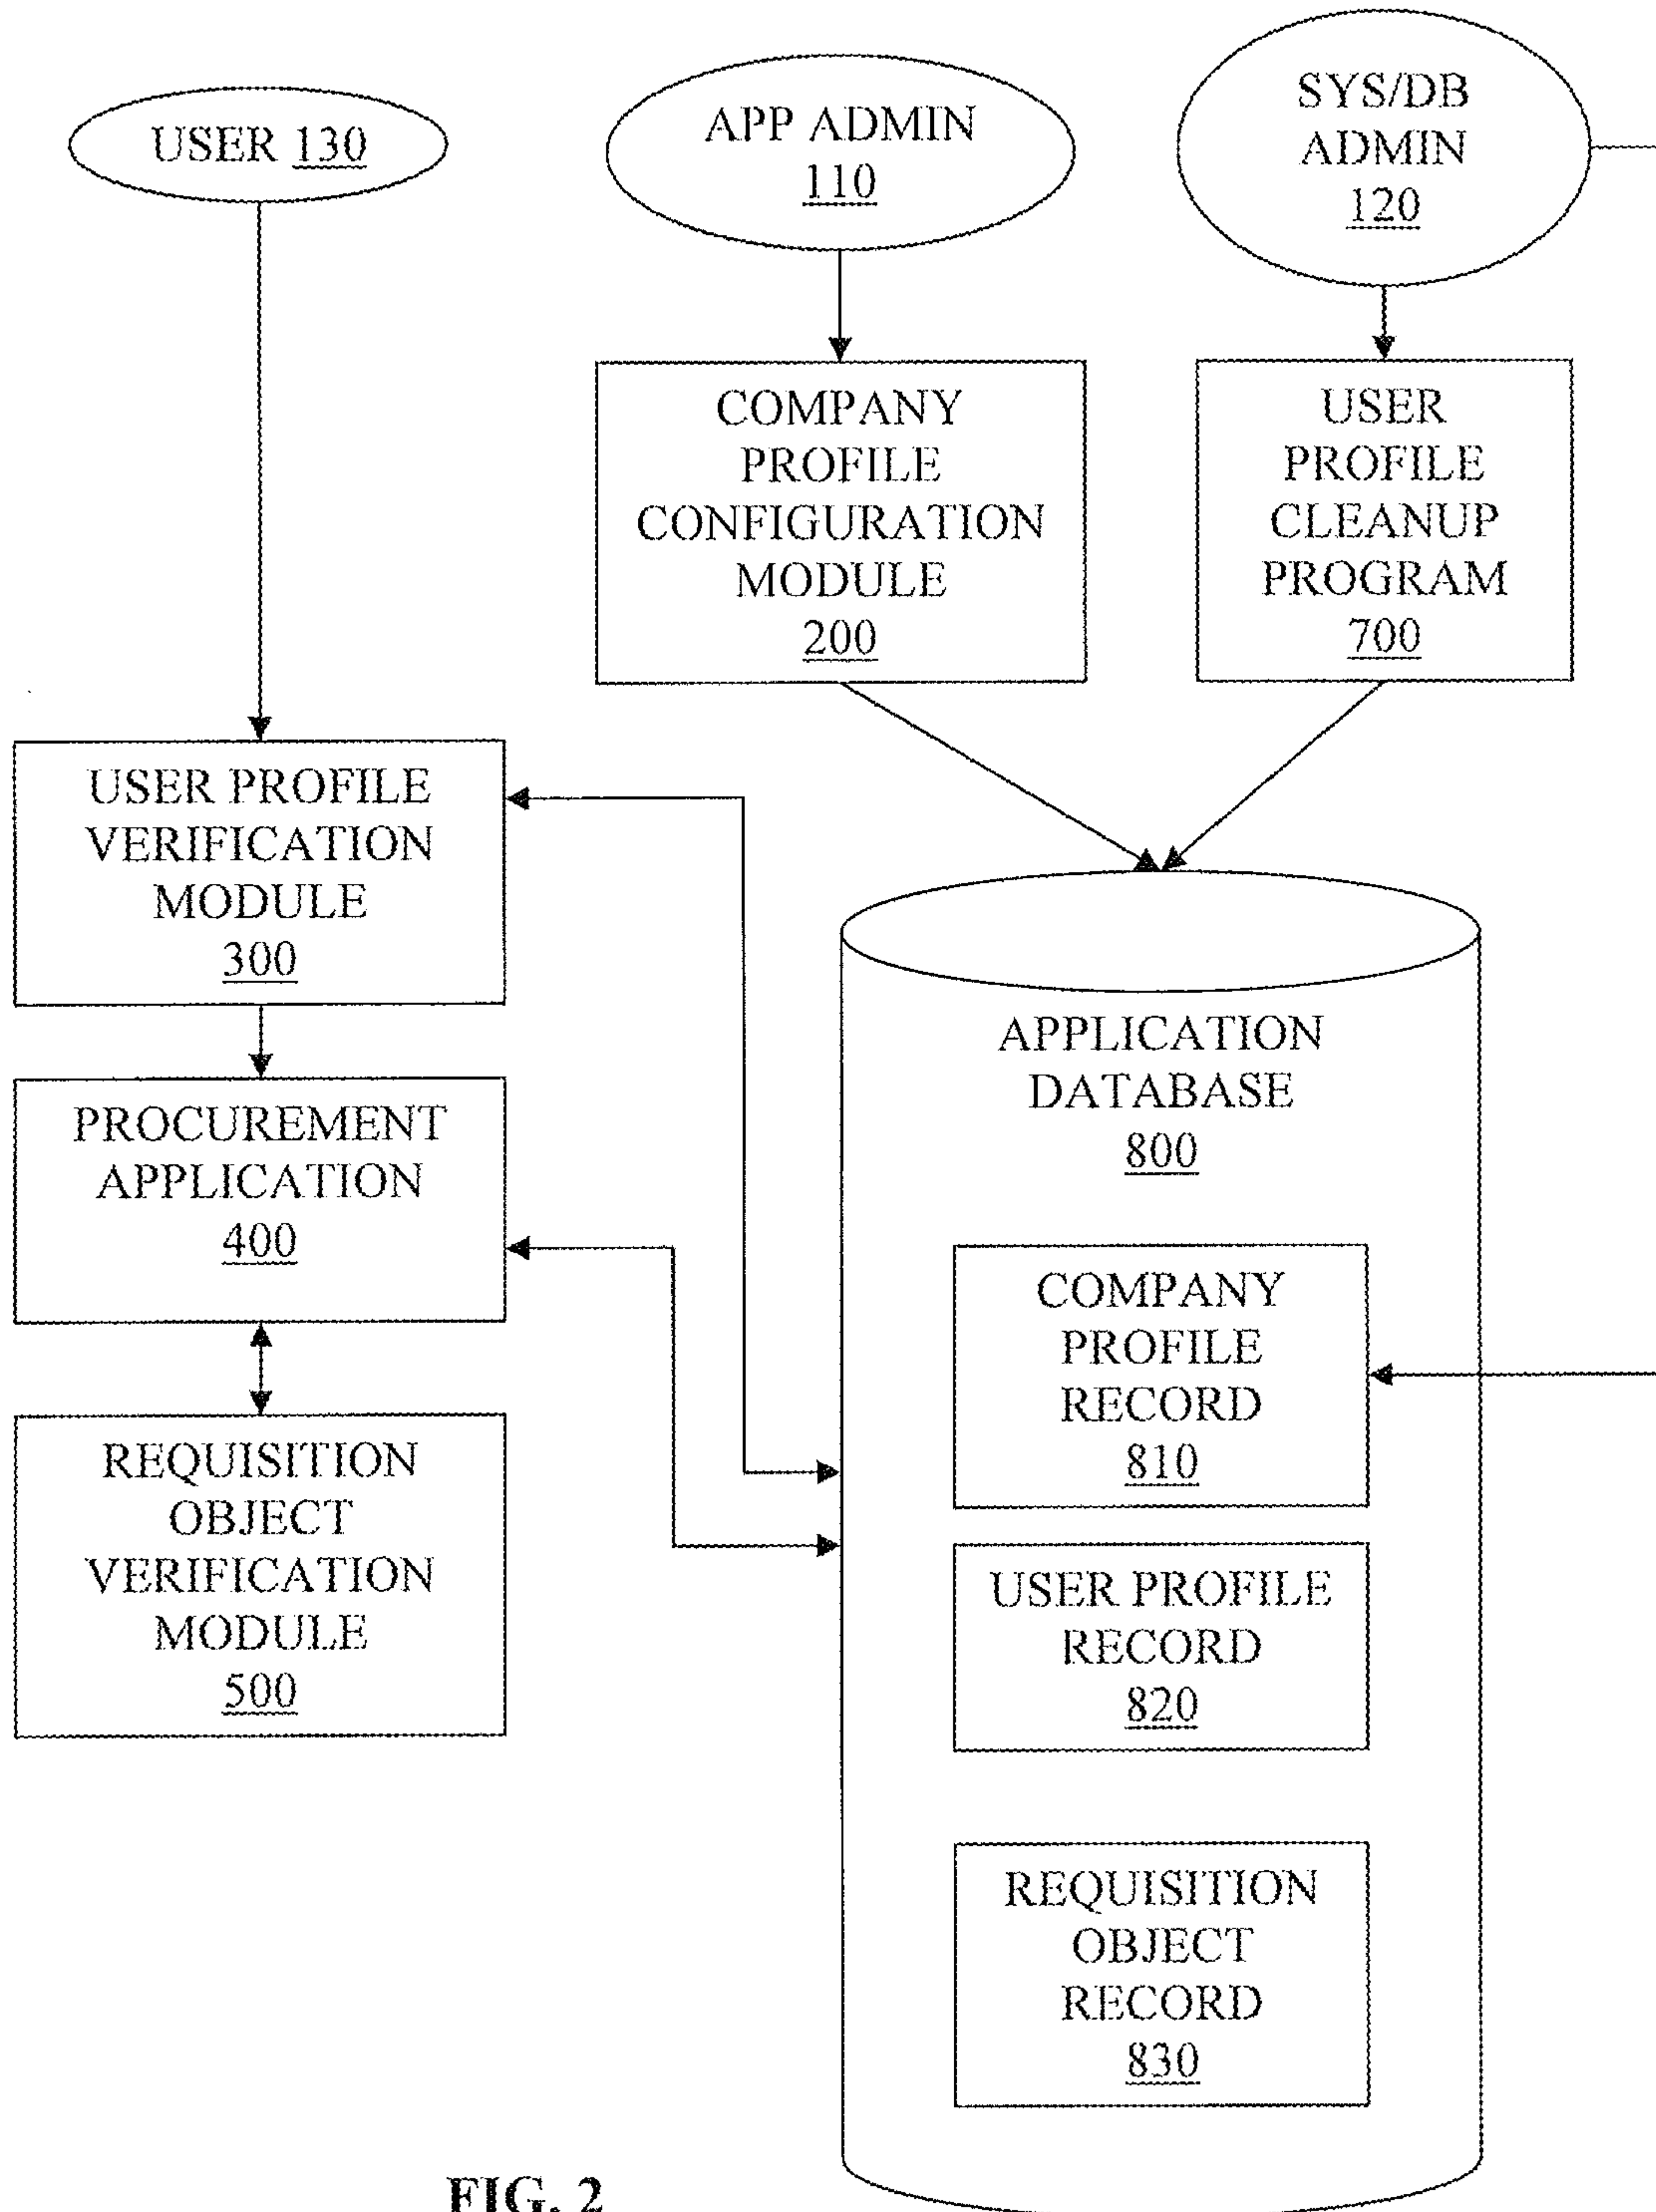 USER 130
APP ADMIN
110
SYS/DB
ADMIN
120
COMPANY
PROFILE
CONFIGURATION
MODULE
200
USER
PROFILE
CLEANUP
PROGRAM
700
USER PROFILE
VERIFICATION
MODULE
300
PROCUREMENT
APPLICATION
400
REQUISITION
OBJECT
VERIFICATION
MODULE
500
APPLICATION
DATABASE
800
COMPANY
PROFILE
RECORD
810
USER PROFILE
RECORD
820
REQUISITION
OBJECT
RECORD
830
FIG. 2